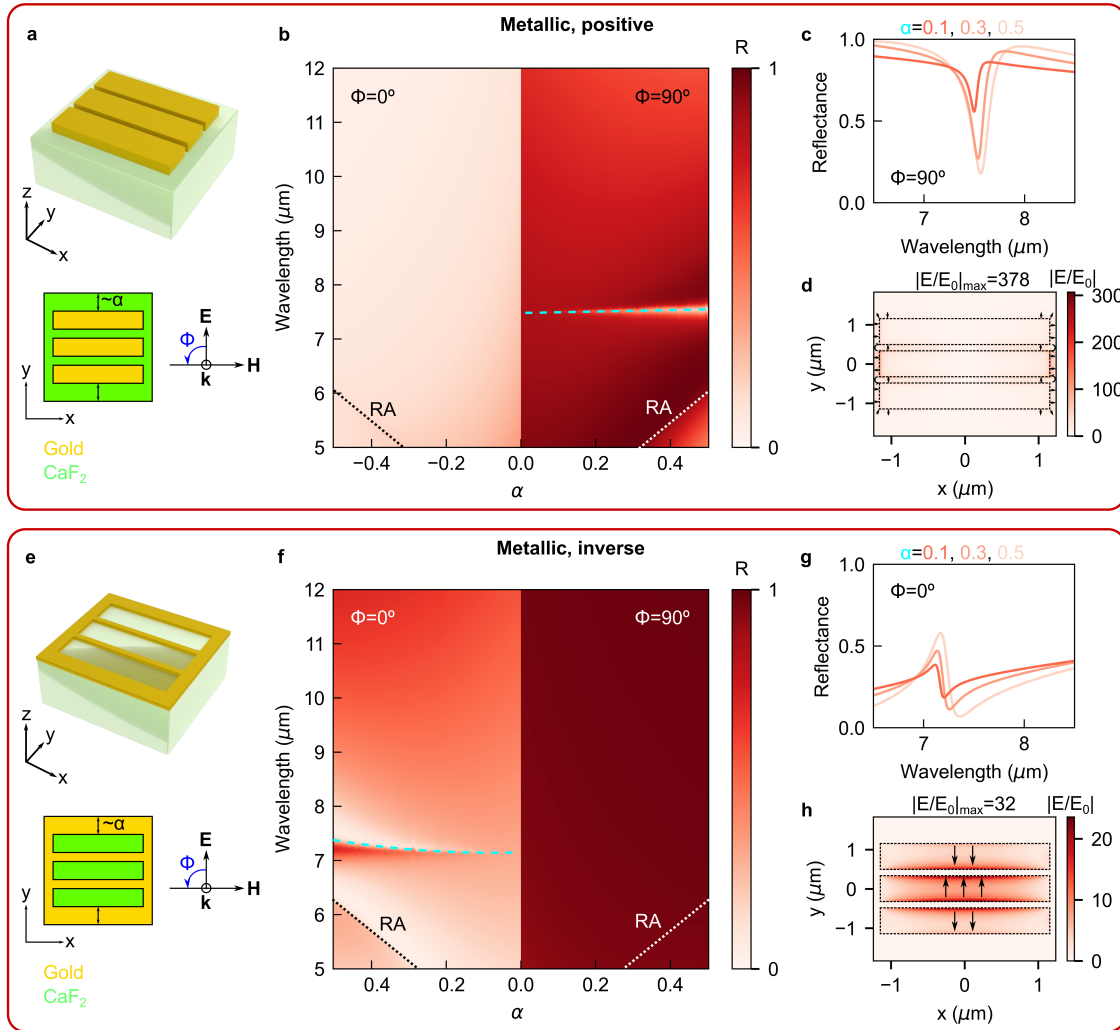 a
z
y
x
~α
E
Φ
k
H
y
x
Gold
CaF2
b
Metallic, positive
R
Φ=0º
Φ=90º
12
11
10
9
8
7
6
5
Wavelength (μm)
RA
RA
−0.4
−0.2
0.0
0.2
0.4
α
1
0
c
α=0.1, 0.3, 0.5
1.0
0.5
0.0
Reflectance
Φ=90º
7
8
Wavelength (μm)
d
|E/E0|max=378
|E/E0|
1
0
−1
y (μm)
−1
0
1
x (μm)
300
200
100
0
e
z
y
x
~α
E
Φ
k
H
y
x
Gold
CaF2
f
Metallic, inverse
R
Φ=0º
Φ=90º
12
11
10
9
8
7
6
5
Wavelength (μm)
RA
RA
0.4
0.2
0.0
0.2
0.4
α
1
0
g
α=0.1, 0.3, 0.5
1.0
0.5
0.0
Reflectance
Φ=0º
7
8
Wavelength (μm)
h
|E/E0|max=32
|E/E0|
1
0
−1
y (μm)
−1
0
1
x (μm)
20
10
0